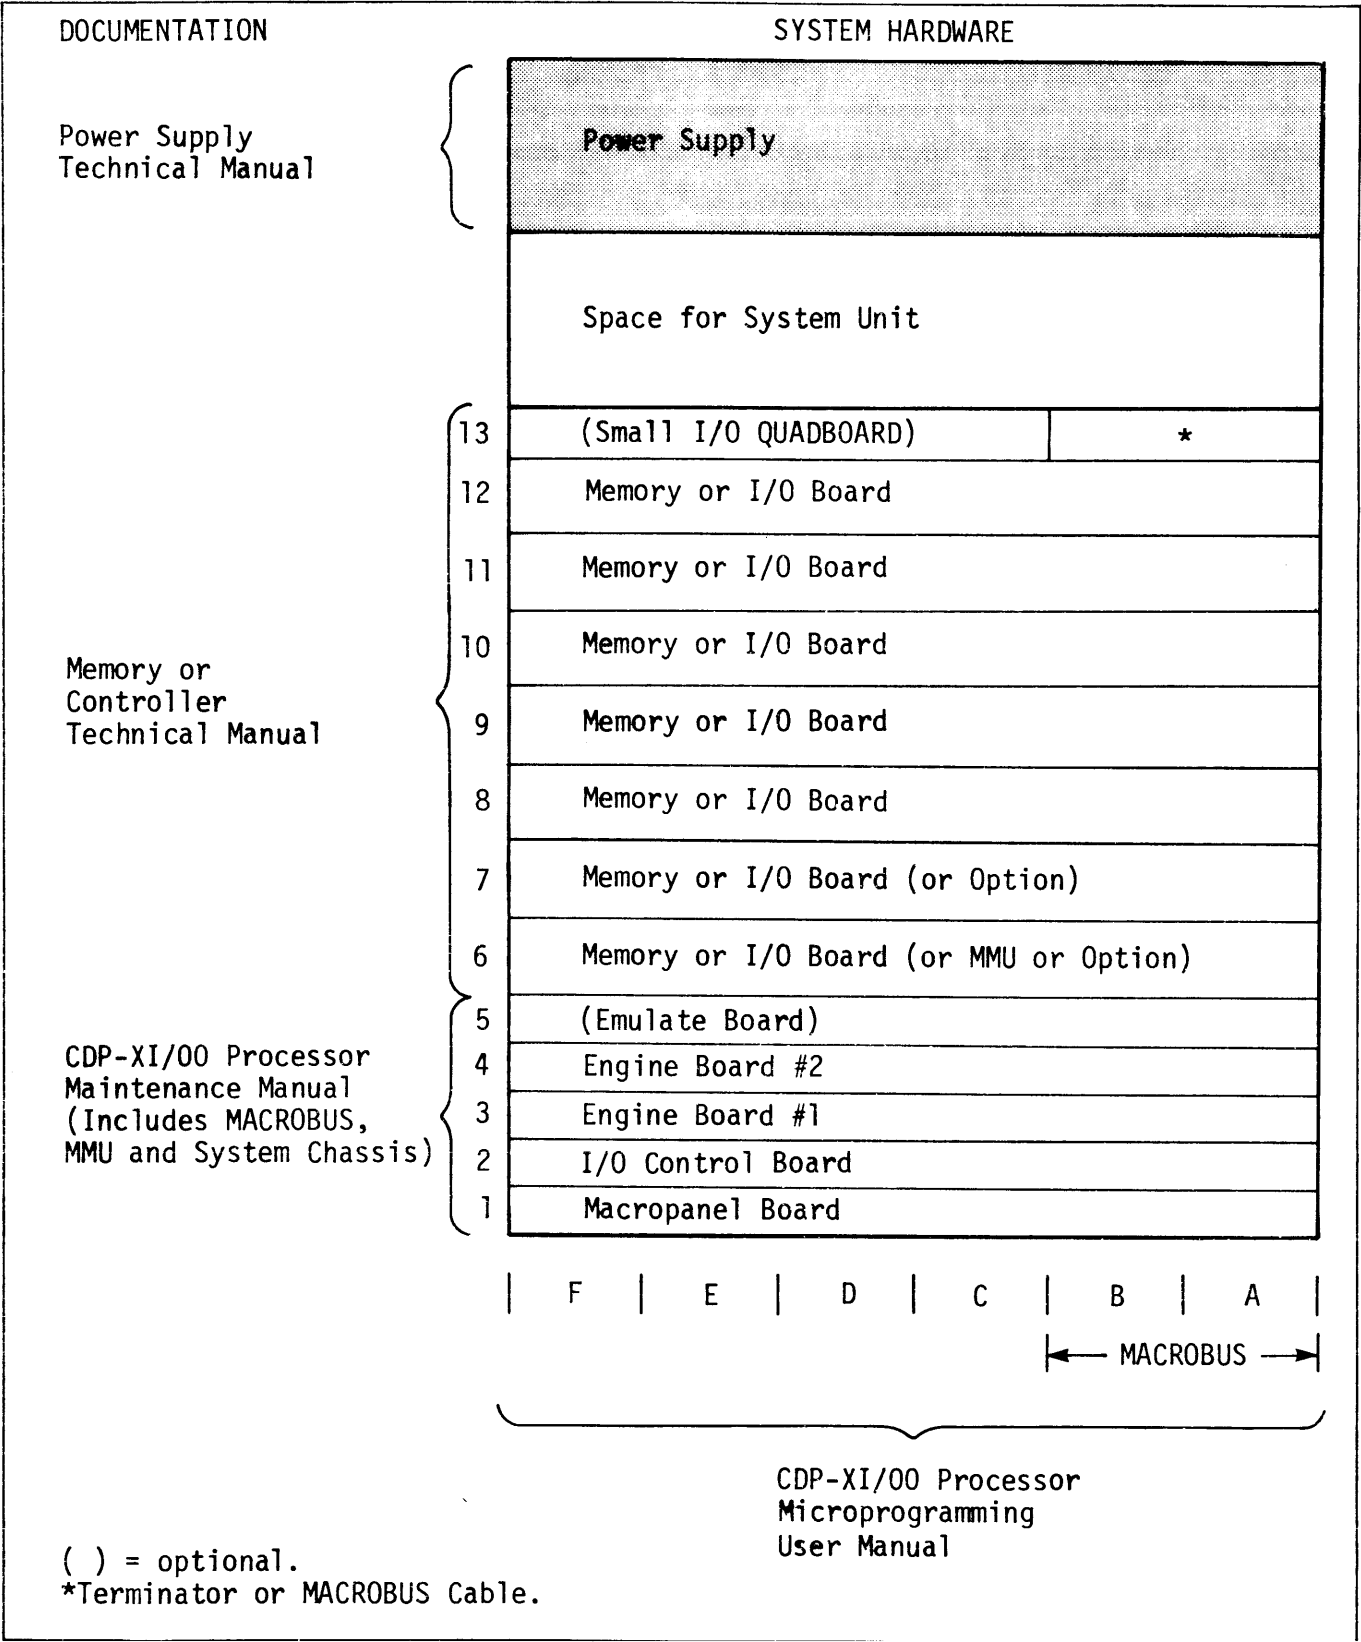 DOCUMENTATION
SYSTEM HARDWARE
Power Supply
Technical Manual
Power Supply
Space for System Unit
13 (Small I/O QUADBOARD) *
12 Memory or I/O Board
11 Memory or I/O Board
10 Memory or I/O Board
9 Memory or I/O Board
8 Memory or I/O Board
7 Memory or I/O Board (or Option)
6 Memory or I/O Board (or MMU or Option)
Memory or
Controller
Technical Manual
5 (Emulate Board)
4 Engine Board #2
3 Engine Board #1
2 I/O Control Board
1 Macropanel Board
CDP-XI/00 Processor
Maintenance Manual
(Includes MACROBUS,
MMU and System Chassis)
| F | E | D | C | B | A |
MACROBUS
CDP-XI/00 Processor
Microprogramming
User Manual
( ) = optional.
*Terminator or MACROBUS Cable.